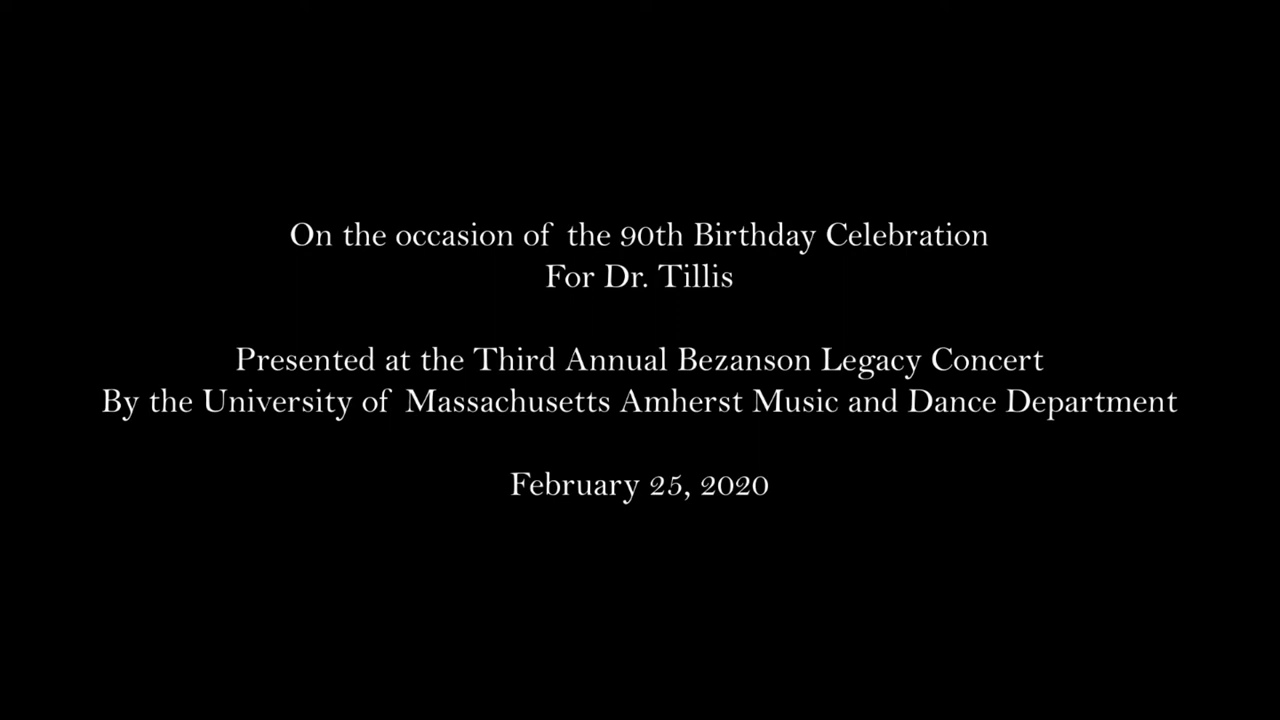 On the occasion of the 90th Birthday Celebration
For Dr. Tillis
Presented at the Third Annual Bezanson Legacy Concert
By the University of Massachusetts Amherst Music and Dance Department
February 25, 2020